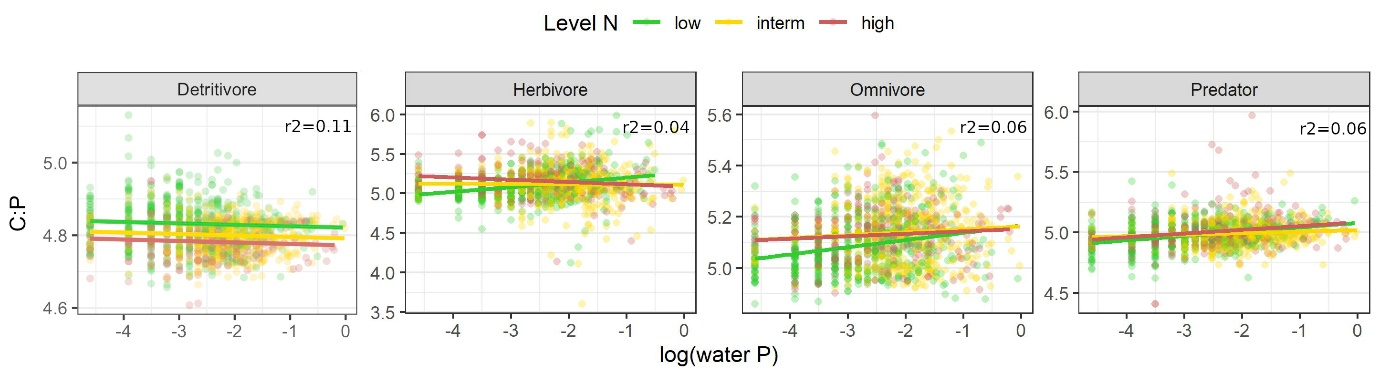 Level N low interm high
Detritivore Herbivore Omnivore Predator
r2=0.11 r2=0.04 r2=0.06 r2=0.06
C:P
5.0
4.8
4.6
6.0
5.5
5.0
4.5
4.0
3.5
5.6
5.4
5.2
5.0
6.0
5.5
5.0
4.5
-4 -3 -2 -1 0 -4 -3 -2 -1 0 -4 -3 -2 -1 0 -4 -3 -2 -1 0
log(water P)